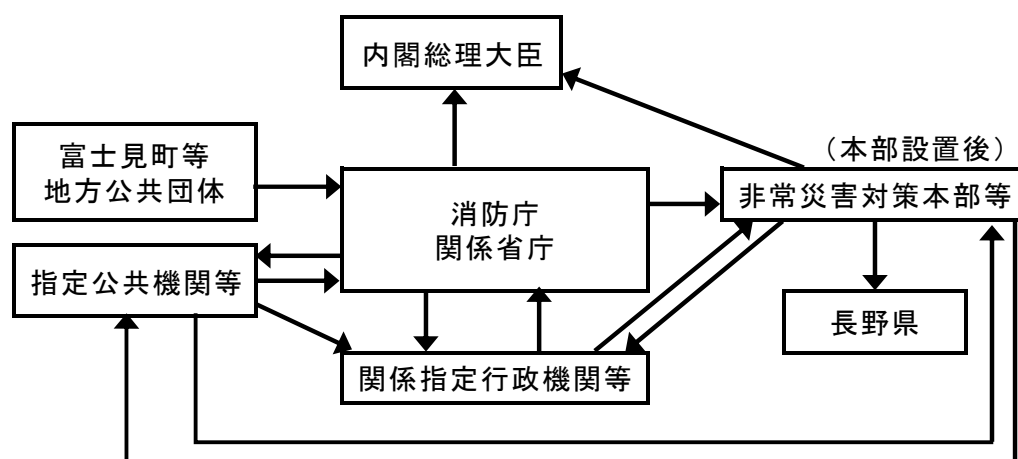 内閣総理大臣
富士見町等
地方公共団体
（本部設置後）
消防庁
関係省庁
非常災害対策本部等
指定公共機関等
長野県
関係指定行政機関等